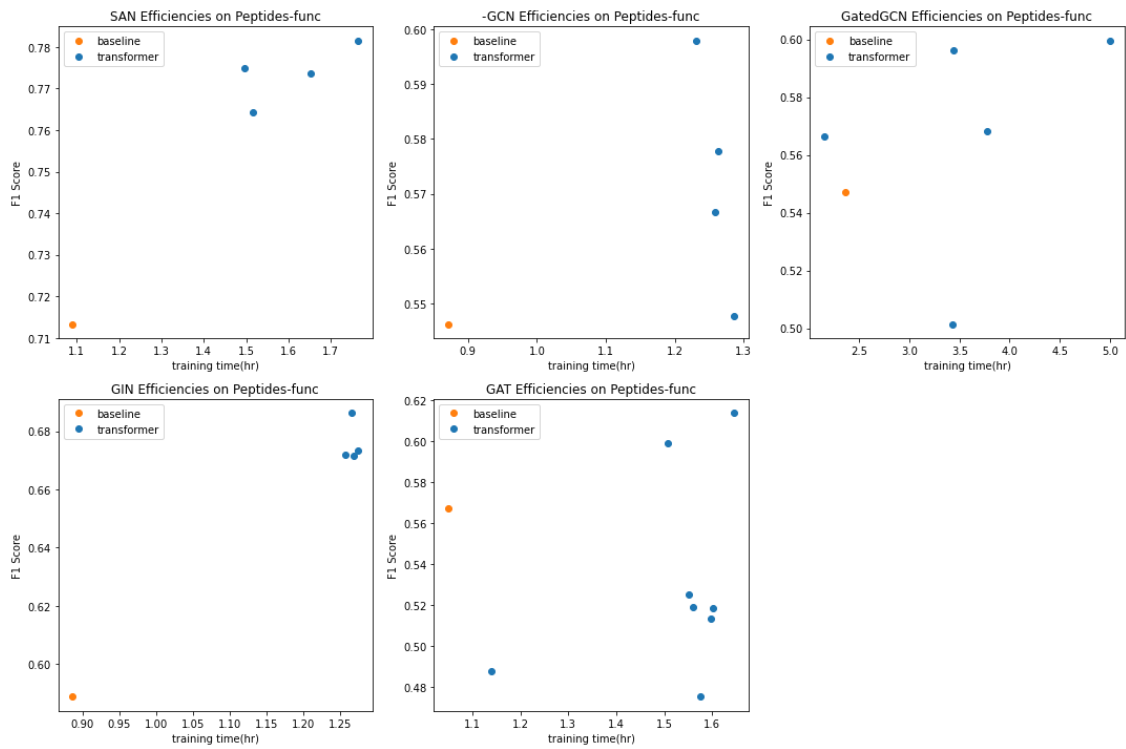 SAN Efficiencies on Peptides-func
baseline
transformer
F1 Score
0.78
0.77
0.76
0.75
0.74
0.73
0.72
0.71
1.1 1.2 1.3 1.4 1.5 1.6 1.7
training time(hr)
-GCN Efficiencies on Peptides-func
baseline
transformer
F1 Score
0.60
0.59
0.58
0.57
0.56
0.55
0.9 1.0 1.1 1.2 1.3
training time(hr)
GatedGCN Efficiencies on Peptides-func
baseline
transformer
F1 Score
0.60
0.58
0.56
0.54
0.52
0.50
2.5 3.0 3.5 4.0 4.5 5.0
training time(hr)
GIN Efficiencies on Peptides-func
baseline
transformer
F1 Score
0.68
0.66
0.64
0.62
0.60
0.90 0.95 1.00 1.05 1.10 1.15 1.20 1.25
training time(hr)
GAT Efficiencies on Peptides-func
baseline
transformer
F1 Score
0.62
0.60
0.58
0.56
0.54
0.52
0.50
0.48
1.1 1.2 1.3 1.4 1.5 1.6
training time(hr)